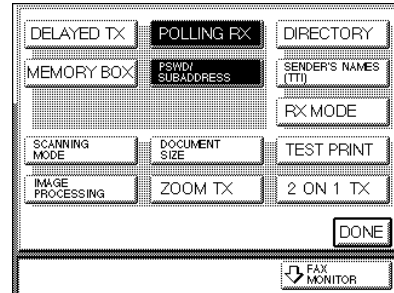 DELAYED TX
POLLING RX
DIRECTORY
MEMORY BOX
PSWD/
SUBADDRESS
SENDER'S NAMES
(TTI)
RX MODE
SCANNING
MODE
DOCUMENT
SIZE
TEST PRINT
IMAGE
PROCESSING
ZOOM TX
2 ON 1 TX
DONE
FAX
MONITOR